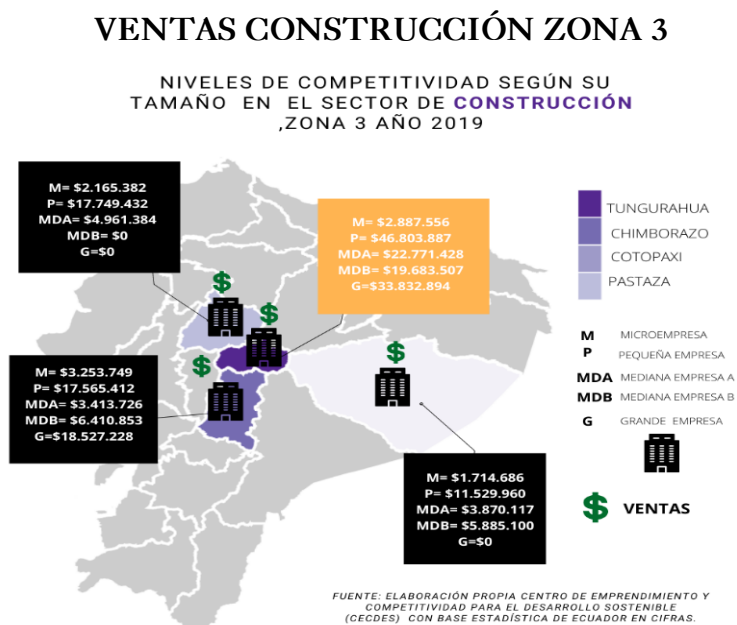 VENTAS CONSTRUCCIÓN ZONA 3
NIVELES DE COMPETITIVIDAD SEGÚN SU
TAMAÑO EN EL SECTOR DE CONSTRUCCIÓN
,ZONA 3 AÑO 2019
M= $2.165.382
P= $17.749.432
MDA= $4.961.384
MDB= $0
G=$0
M= $2.887.556
P= $46.803.887
MDA= $22.771.428
MDB= $19.683.507
G=$33.832.894
M= $3.253.749
P= $17.565.412
MDA= $3.413.726
MDB= $6.410.853
G=$18.527.228
M= $1.714.686
P= $11.529.960
MDA= $3.870.117
MDB= $5.885.100
G=$0
TUNGURAHUA
CHIMBORAZO
COTOPAXI
PASTAZA
M MICROEMPRESA
P PEQUEÑA EMPRESA
MDA MEDIANA EMPRESA A
MDB MEDIANA EMPRESA B
G GRANDE EMPRESA
$ VENTAS
FUENTE: ELABORACIÓN PROPIA CENTRO DE EMPRENDIMIENTO Y
COMPETITIVIDAD PARA EL DESARROLLO SOSTENIBLE
(CECDES) CON BASE ESTADÍSTICA DE ECUADOR EN CIFRAS.